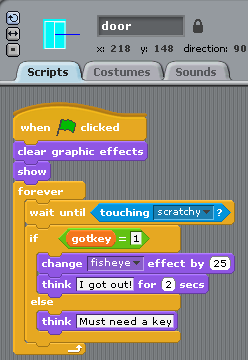 door
x: 218 y: 148 direction: 90
Scripts Costumes Sounds
when clicked
clear graphic effects
show
forever
wait until touching scratchy ?
if gotkey = 1
change fisheye effect by 25
think I got out! for 2 secs
else
think Must need a key